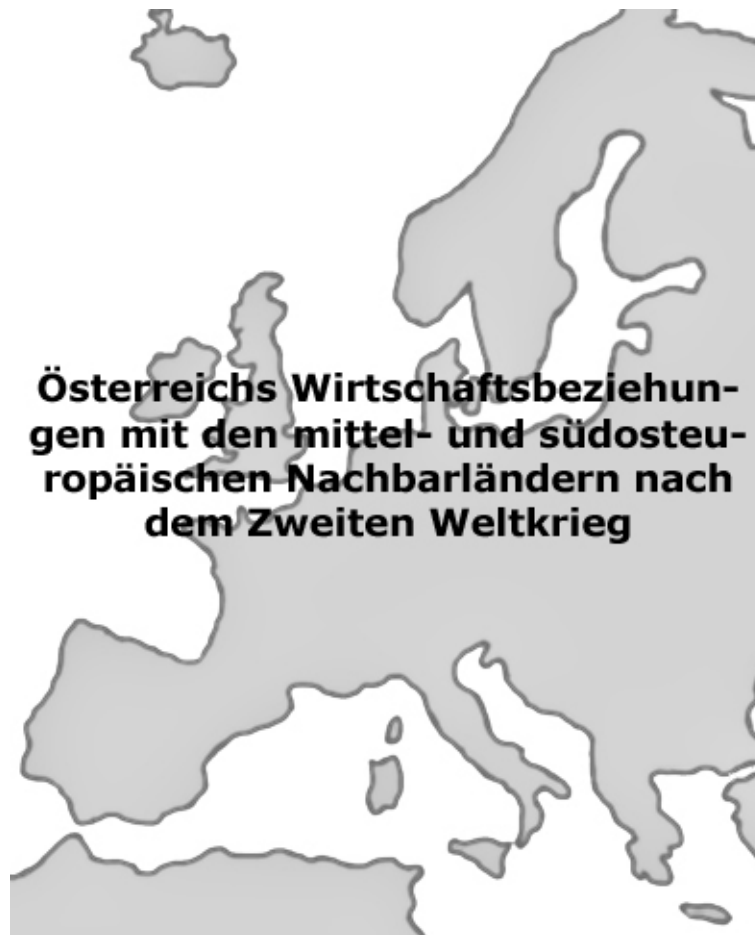 Österreichs Wirtschaftsbeziehun-
gen mit den mittel- und südosteu-
ropäischen Nachbarländern nach
dem Zweiten Weltkrieg